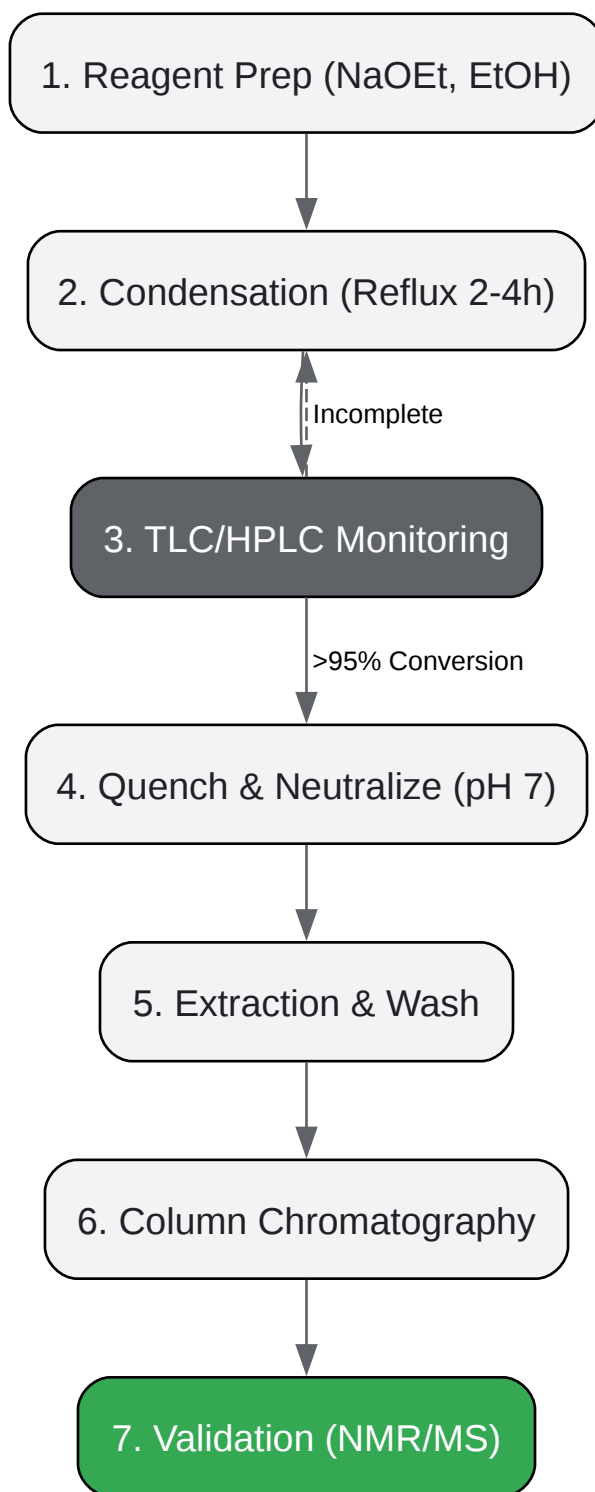 1. Reagent Prep (NaOEt, EtOH)
2. Condensation (Reflux 2-4h)
Incomplete
3. TLC/HPLC Monitoring
>95% Conversion
4. Quench & Neutralize (pH 7)
5. Extraction & Wash
6. Column Chromatography
7. Validation (NMR/MS)